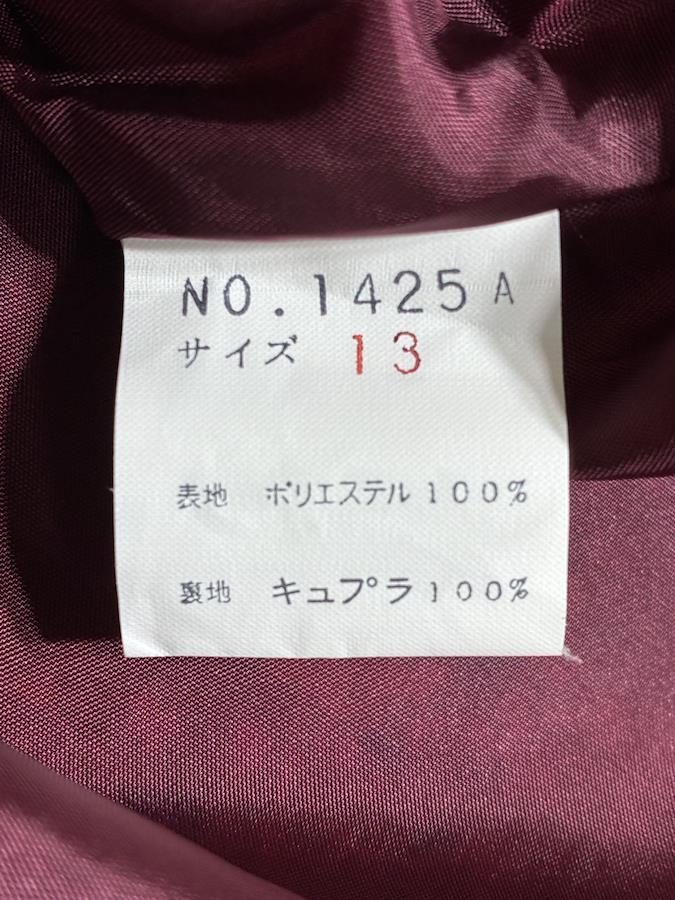 NO.1425A
サイズ 13
表地 ポリエステル100%
裏地 キュプラ100%